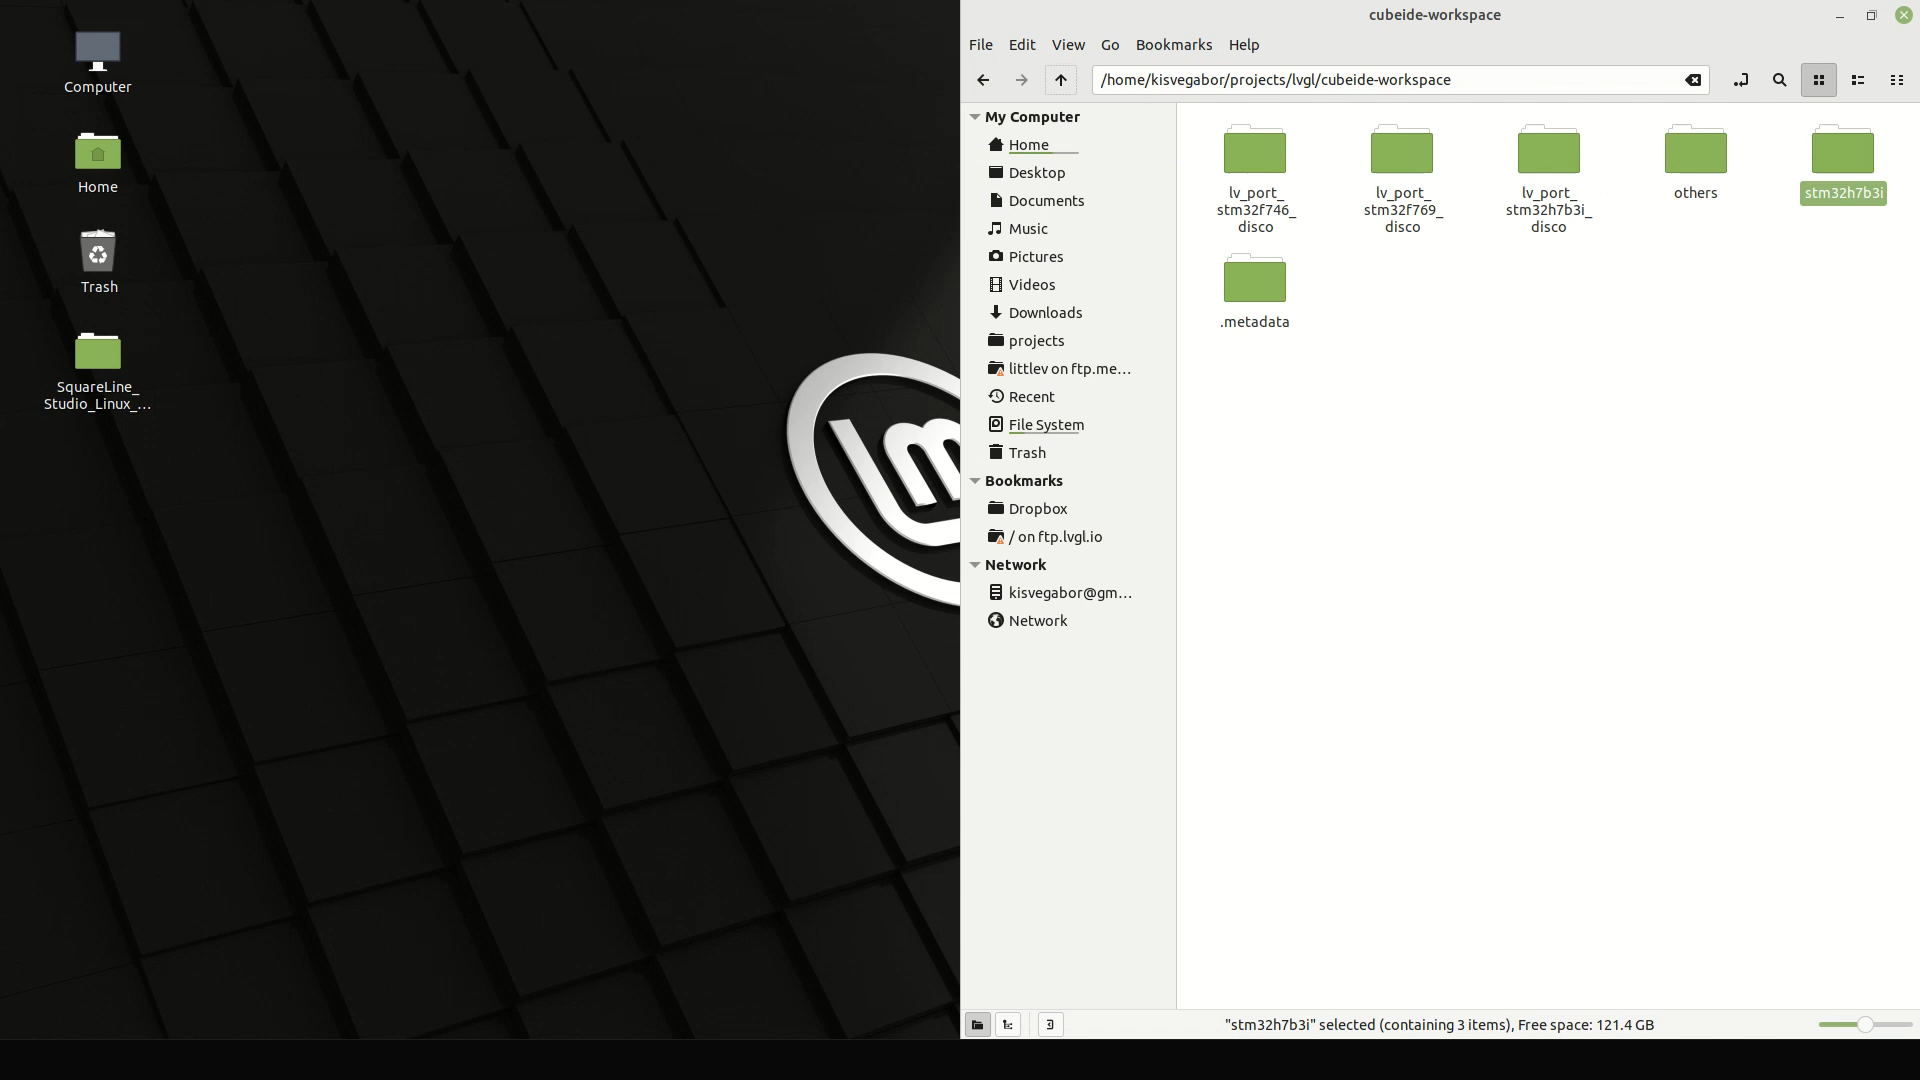 Computer
Home
Trash
SquareLine_
Studio_Linux_...
cubeide-workspace
File Edit View Go Bookmarks Help
/home/kisvegabor/projects/lvgl/cubeide-workspace
My Computer
Home
Desktop
Documents
Music
Pictures
Videos
Downloads
projects
littlev on ftp.me...
Recent
File System
Trash
Bookmarks
Dropbox
/ on ftp.lvgl.io
Network
kisvegabor@gm...
Network
lv_port_
stm32f746_
disco
lv_port_
stm32f769_
disco
lv_port_
stm32h7b3i_
disco
others
stm32h7b3i
.metadata
"stm32h7b3i" selected (containing 3 items), Free space: 121.4 GB